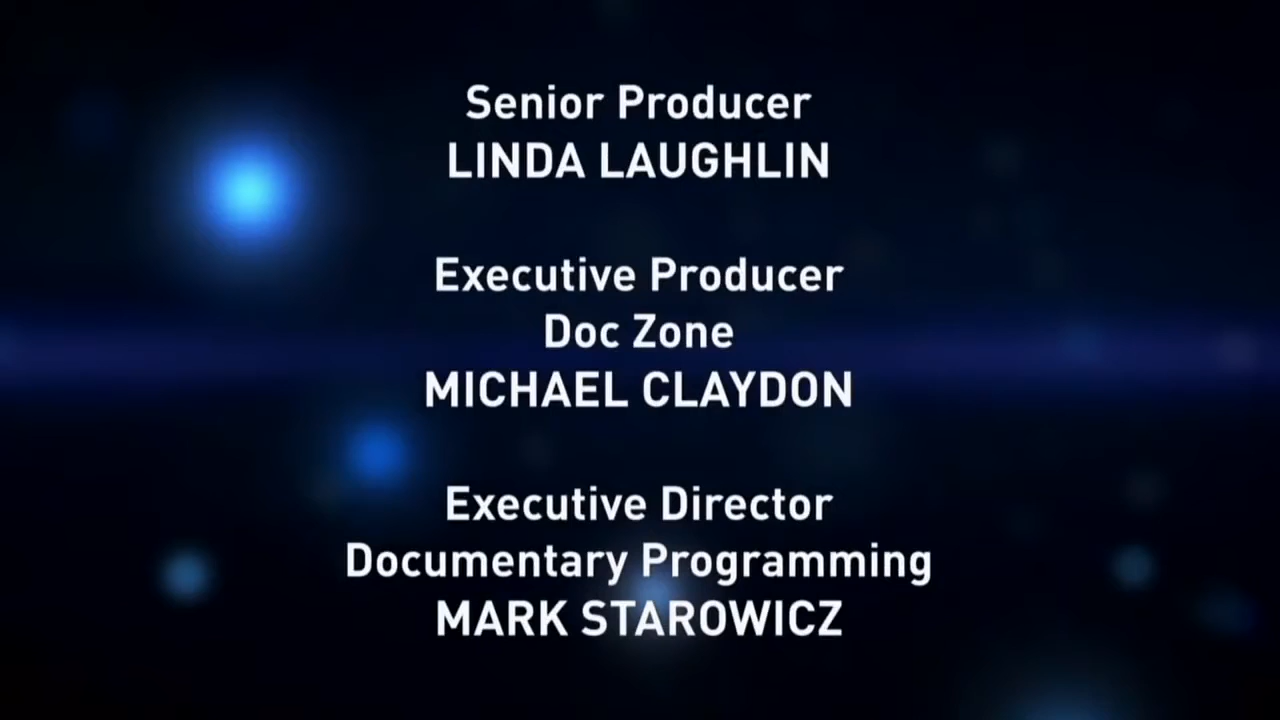 Senior Producer
LINDA LAUGHLIN
Executive Producer
Doc Zone
MICHAEL CLAYDON
Executive Director
Documentary Programming
MARK STAROWICZ